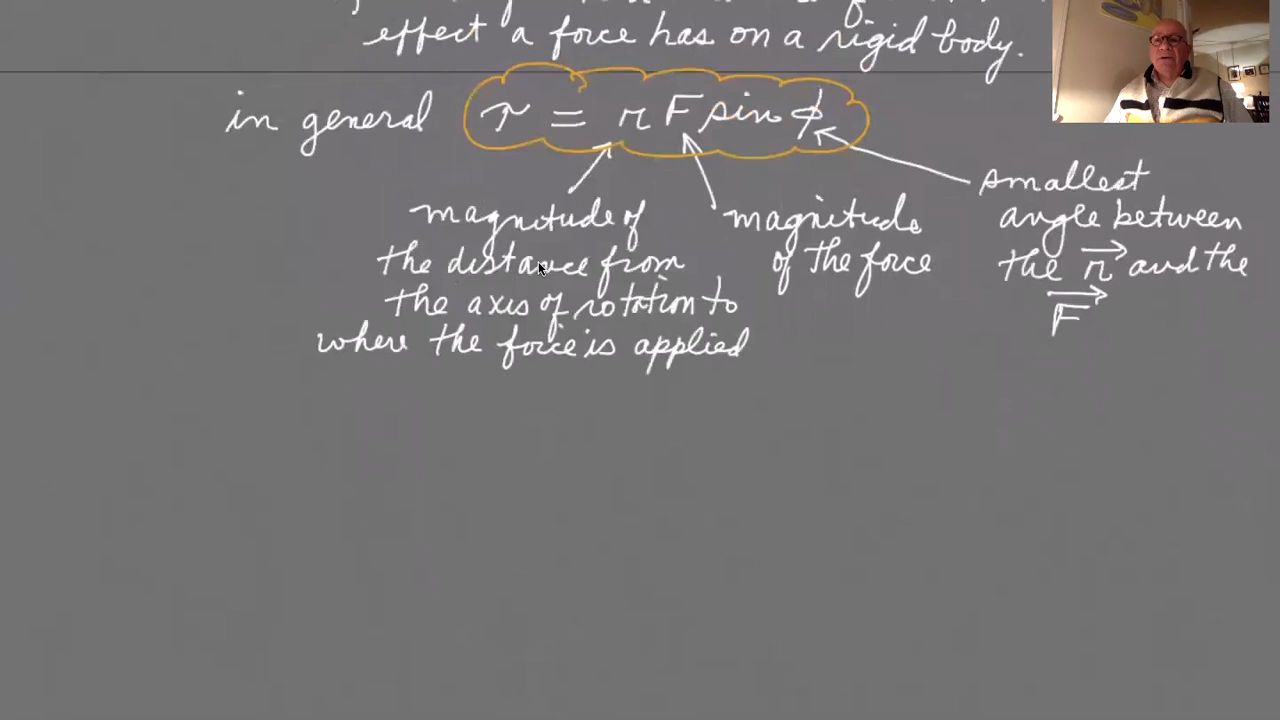 effect a force has on a rigid body.
in general τ = r F sin ϕ
smallest
angle between
the r⃗ and the
F⃗
magnitude of
the distance from
the axis of rotation to
where the force is applied
magnitude
of the force